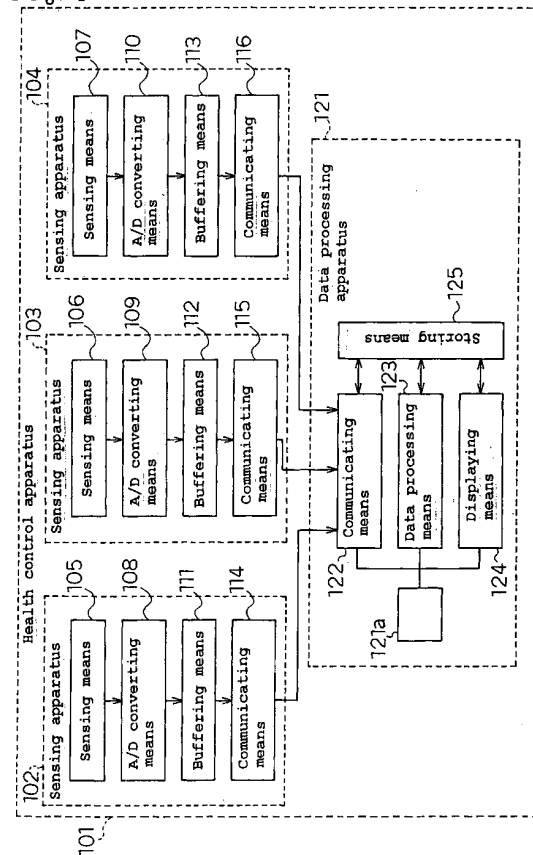 Health control apparatus
101
102
Sensing apparatus
105
Sensing means
108
A/D converting
means
111
Buffering means
114
Communicating
means
103
Sensing apparatus
106
Sensing means
109
A/D converting
means
112
Buffering means
115
Communicating
means
104
Sensing apparatus
107
Sensing means
110
A/D converting
means
113
Buffering means
116
Communicating
means
121
Data processing
apparatus
122
Communicating
means
123
Data processing
means
124
Displaying
means
125
Storing means
121a